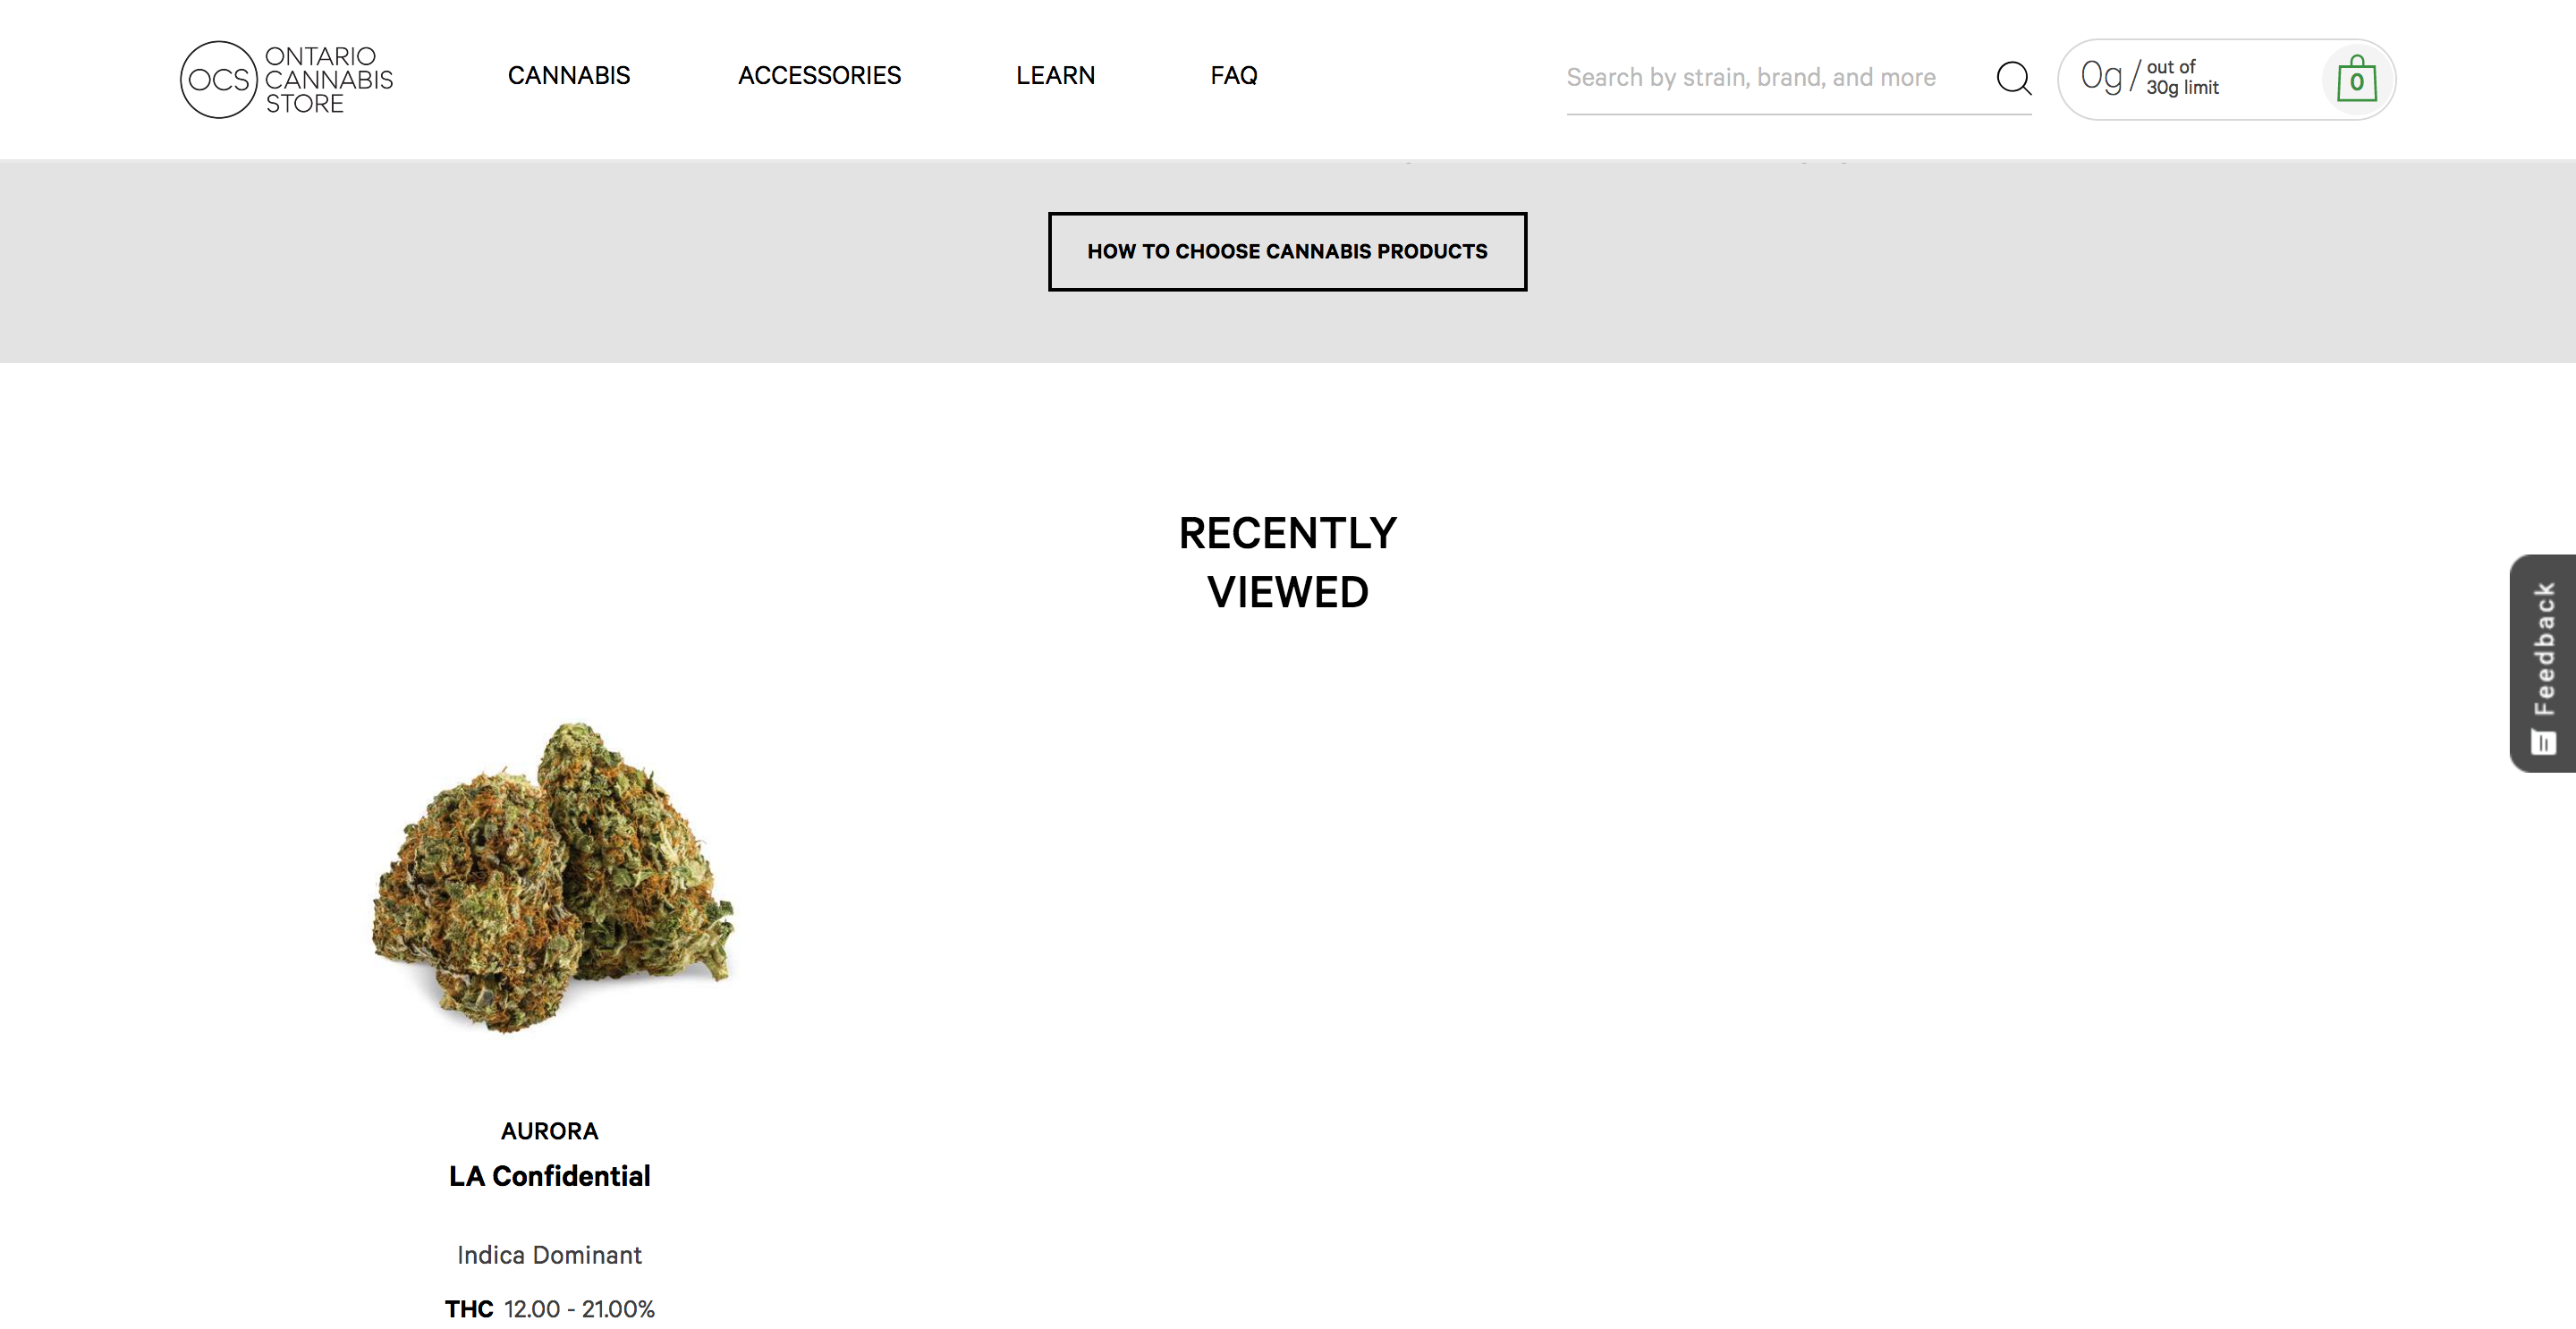 OCS
ONTARIO
CANNABIS
STORE
CANNABIS
ACCESSORIES
LEARN
FAQ
Search by strain, brand, and more
0g / out of
30g limit
0
HOW TO CHOOSE CANNABIS PRODUCTS
RECENTLY
VIEWED
Feedback
AURORA
LA Confidential
Indica Dominant
THC 12.00 - 21.00%